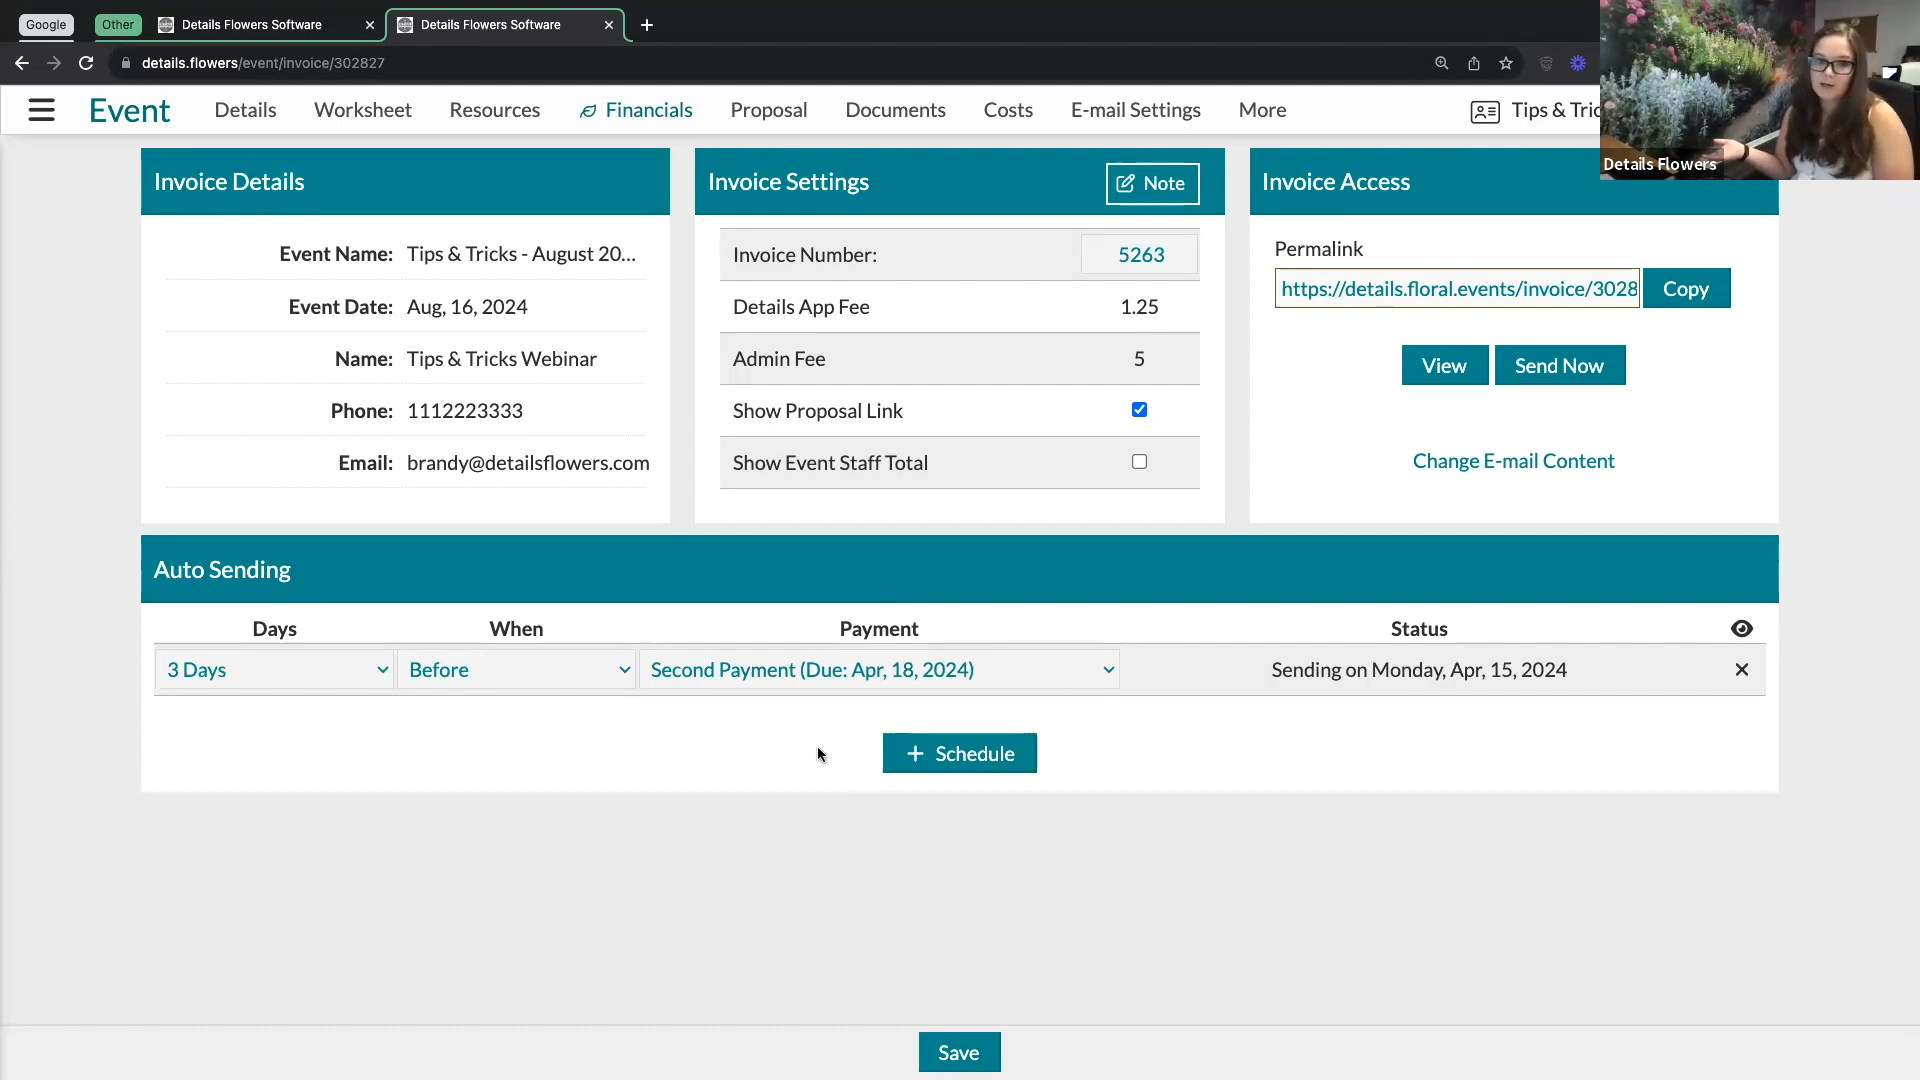 Google
Other
Details Flowers Software
Details Flowers Software
details.flowers/event/invoice/302827
Event
Details
Worksheet
Resources
Financials
Proposal
Documents
Costs
E-mail Settings
More
Tips & Tric
Details Flowers
Invoice Details
Event Name: Tips & Tricks - August 20...
Event Date: Aug, 16, 2024
Name: Tips & Tricks Webinar
Phone: 1112223333
Email: brandy@detailsflowers.com
Invoice Settings
Note
Invoice Number: 5263
Details App Fee 1.25
Admin Fee 5
Show Proposal Link
Show Event Staff Total
Invoice Access
Permalink
https://details.floral.events/invoice/3028
Copy
View
Send Now
Change E-mail Content
Auto Sending
Days When Payment Status
3 Days Before Second Payment (Due: Apr, 18, 2024) Sending on Monday, Apr, 15, 2024
+ Schedule
Save